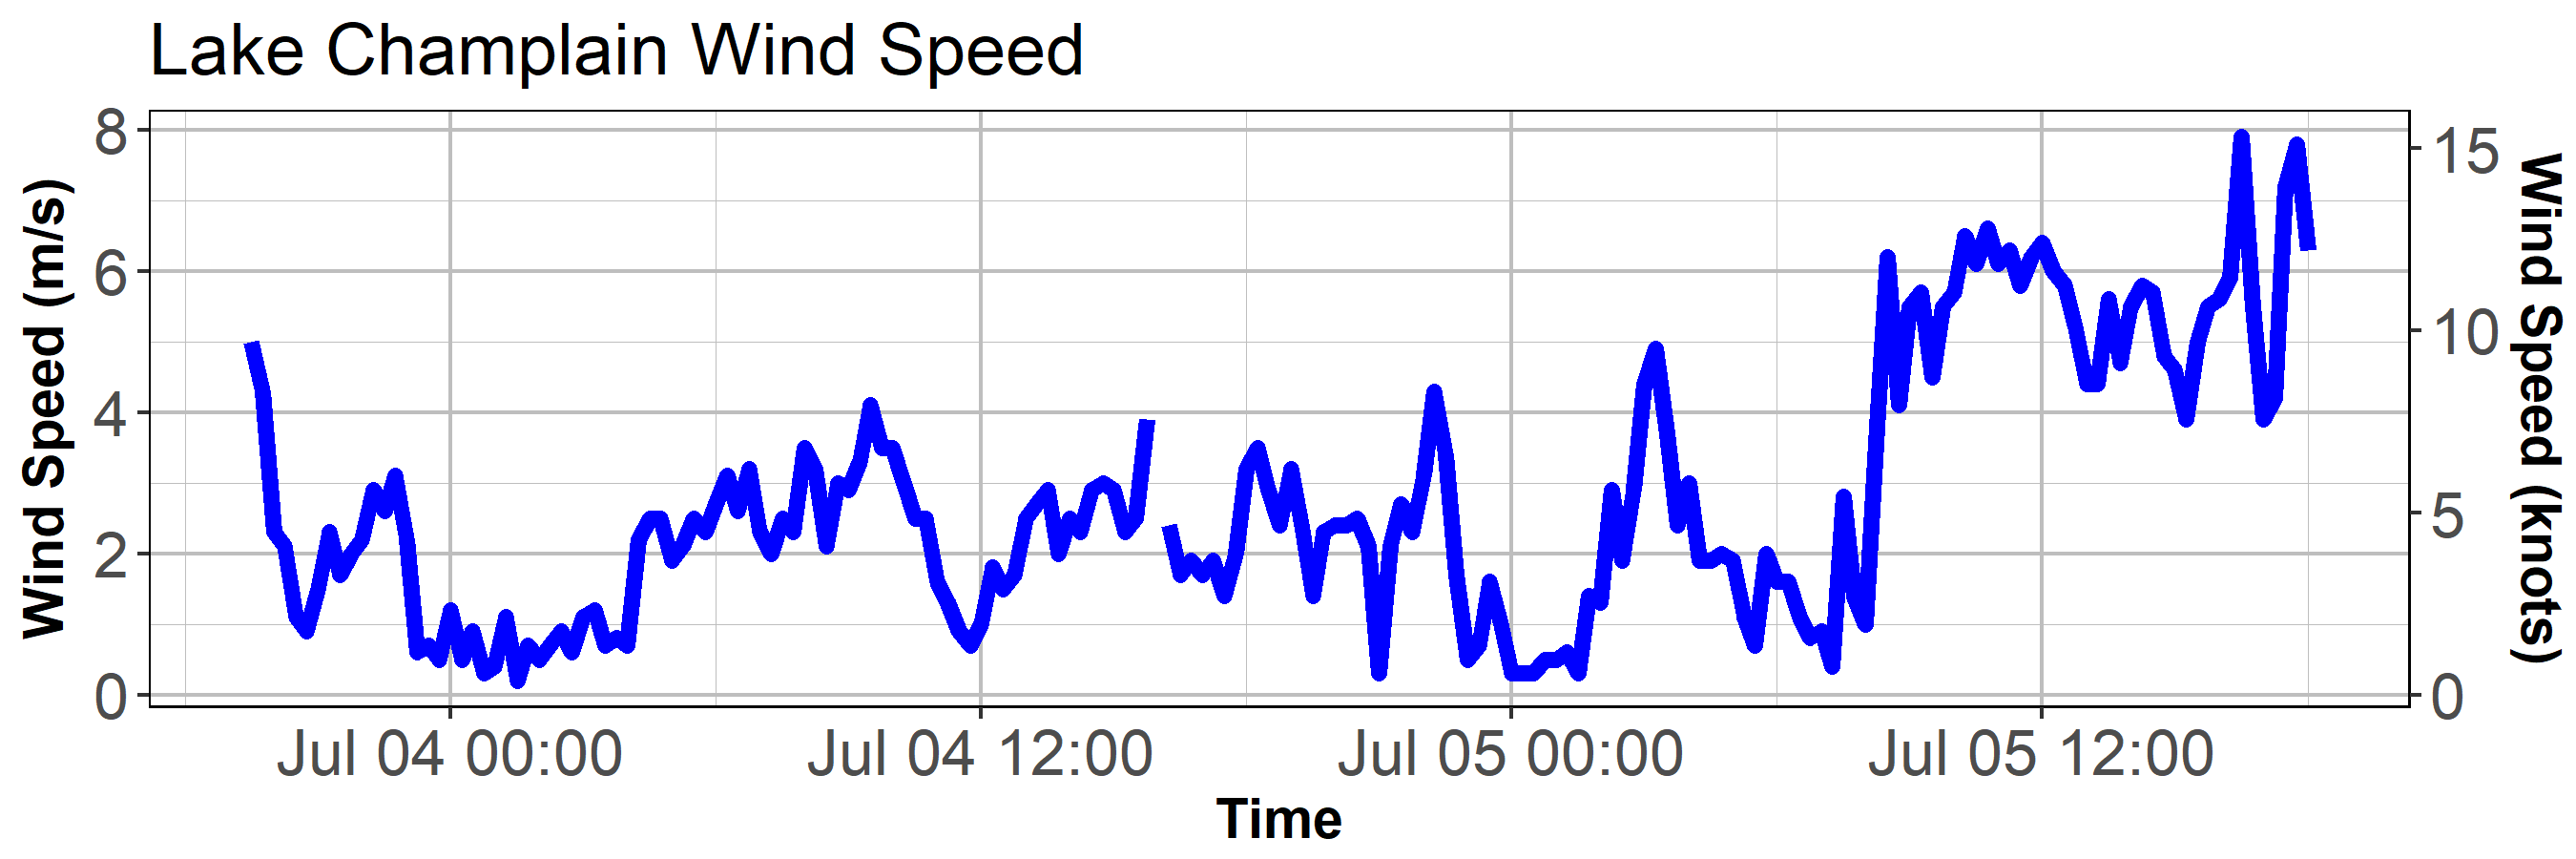 Lake Champlain Wind Speed
Wind Speed (m/s)
8
6
4
2
0
15
10
5
0
Wind Speed (knots)
Jul 04 00:00 Jul 04 12:00 Jul 05 00:00 Jul 05 12:00
Time